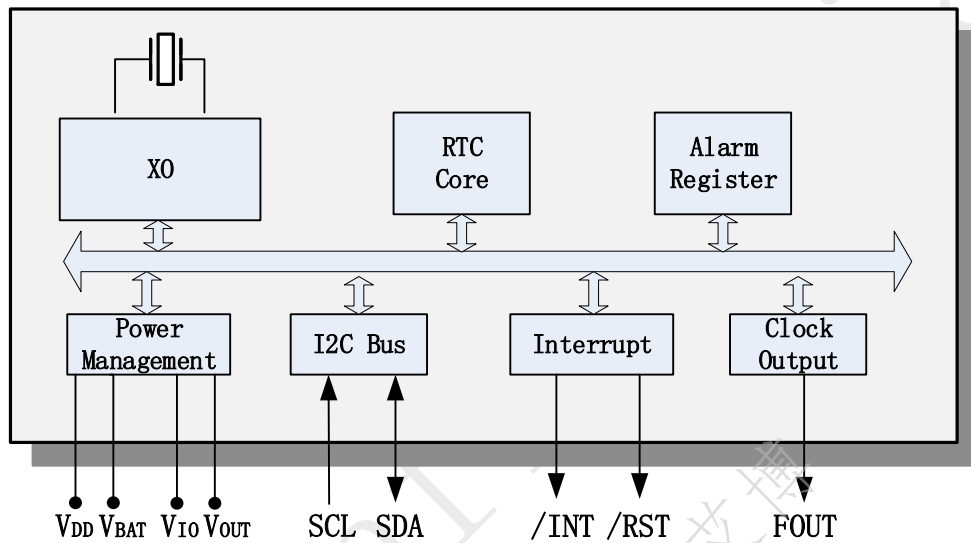 XO
RTC
Core
Alarm
Register
Power
Management
I2C Bus
Interrupt
Clock
Output
VDD VBAT VIO VOUT SCL SDA /INT /RST FOUT